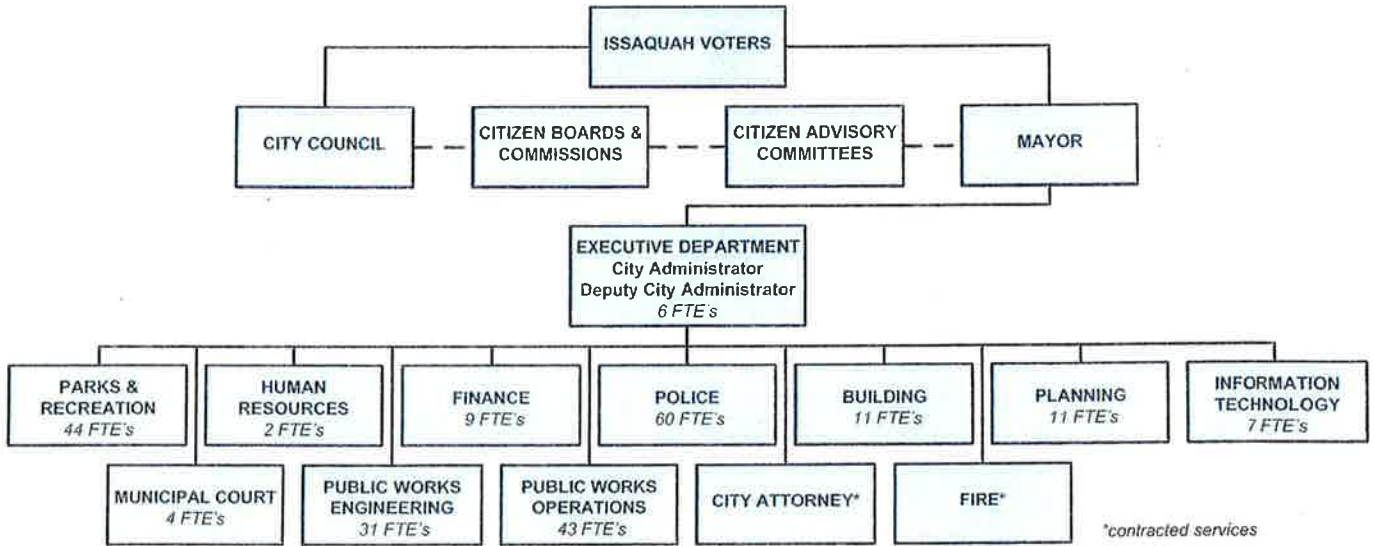 ISSAQUAH VOTERS
CITY COUNCIL
CITIZEN BOARDS &
COMMISSIONS
CITIZEN ADVISORY
COMMITTEES
MAYOR
EXECUTIVE DEPARTMENT
City Administrator
Deputy City Administrator
6 FTE's
PARKS &
RECREATION
44 FTE's
HUMAN
RESOURCES
2 FTE's
FINANCE
9 FTE's
POLICE
60 FTE's
BUILDING
11 FTE's
PLANNING
11 FTE's
INFORMATION
TECHNOLOGY
7 FTE's
MUNICIPAL COURT
4 FTE's
PUBLIC WORKS
ENGINEERING
31 FTE's
PUBLIC WORKS
OPERATIONS
43 FTE's
CITY ATTORNEY*
FIRE*
*contracted services